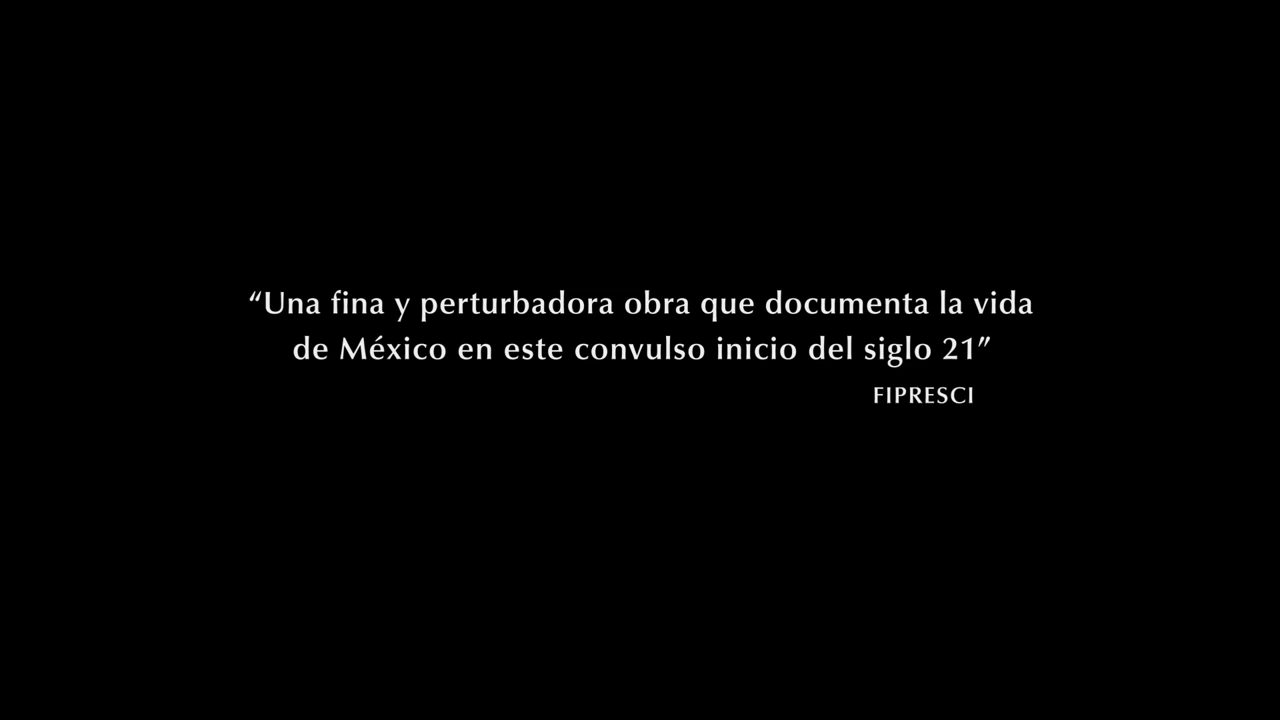 “Una fina y perturbadora obra que documenta la vida
de México en este convulso inicio del siglo 21”
FIPRESCI